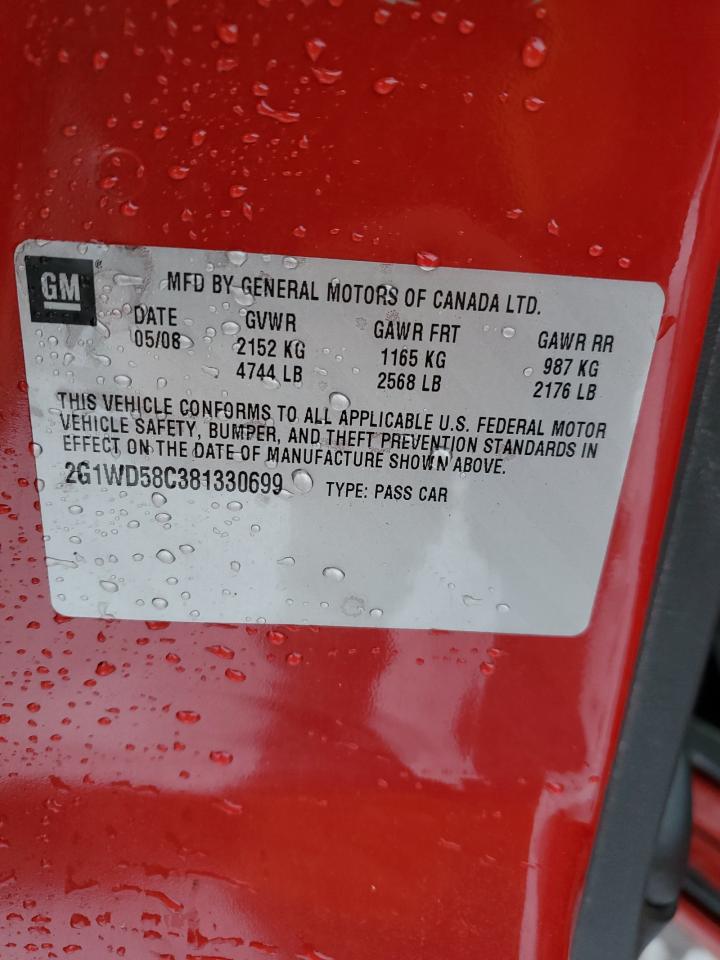 GM ®
MFD BY GENERAL MOTORS OF CANADA LTD.
DATE GVWR GAWR FRT GAWR RR
05/08 2152 KG 1165 KG 987 KG
4744 LB 2568 LB 2176 LB
THIS VEHICLE CONFORMS TO ALL APPLICABLE U.S. FEDERAL MOTOR
VEHICLE SAFETY, BUMPER, AND THEFT PREVENTION STANDARDS IN
EFFECT ON THE DATE OF MANUFACTURE SHOWN ABOVE.
2G1WD58C381330699 TYPE: PASS CAR